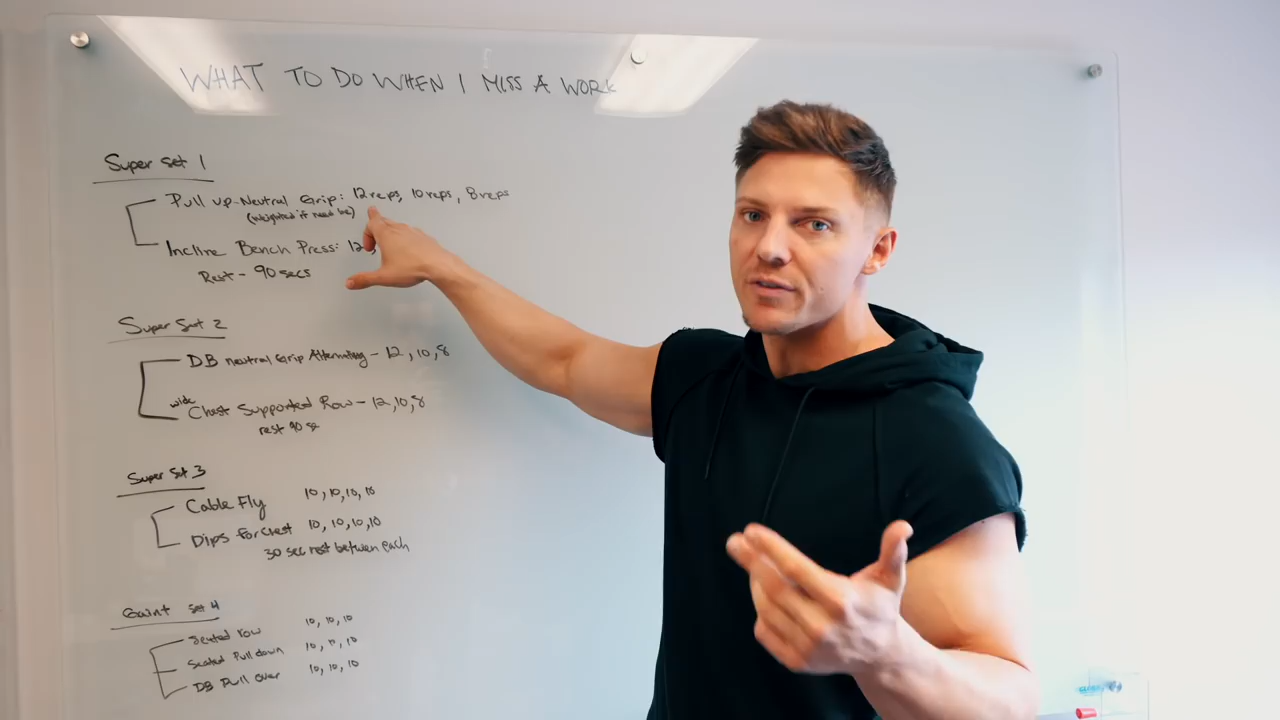 WHAT TO DO WHEN I MISS A WORK
Super Set 1
Pull Up-Neutral Grip: 12 reps, 10 reps, 8 reps
(weighted if need be)
Incline Bench Press: 12,
Rest - 90 secs
Super Set 2
DB neutral Grip Alternating - 12, 10, 8
wide
Chest Supported Row - 12, 10, 8
rest 90 se
Super Set 3
Cable Fly 10, 10, 10, 10
Dips For Chest 10, 10, 10, 10
30 sec rest between each
Gaint Set 4
Seated Row 10, 10, 10
Seated Pull down 10, 11, 10
DB Pull Over 10, 10, 10